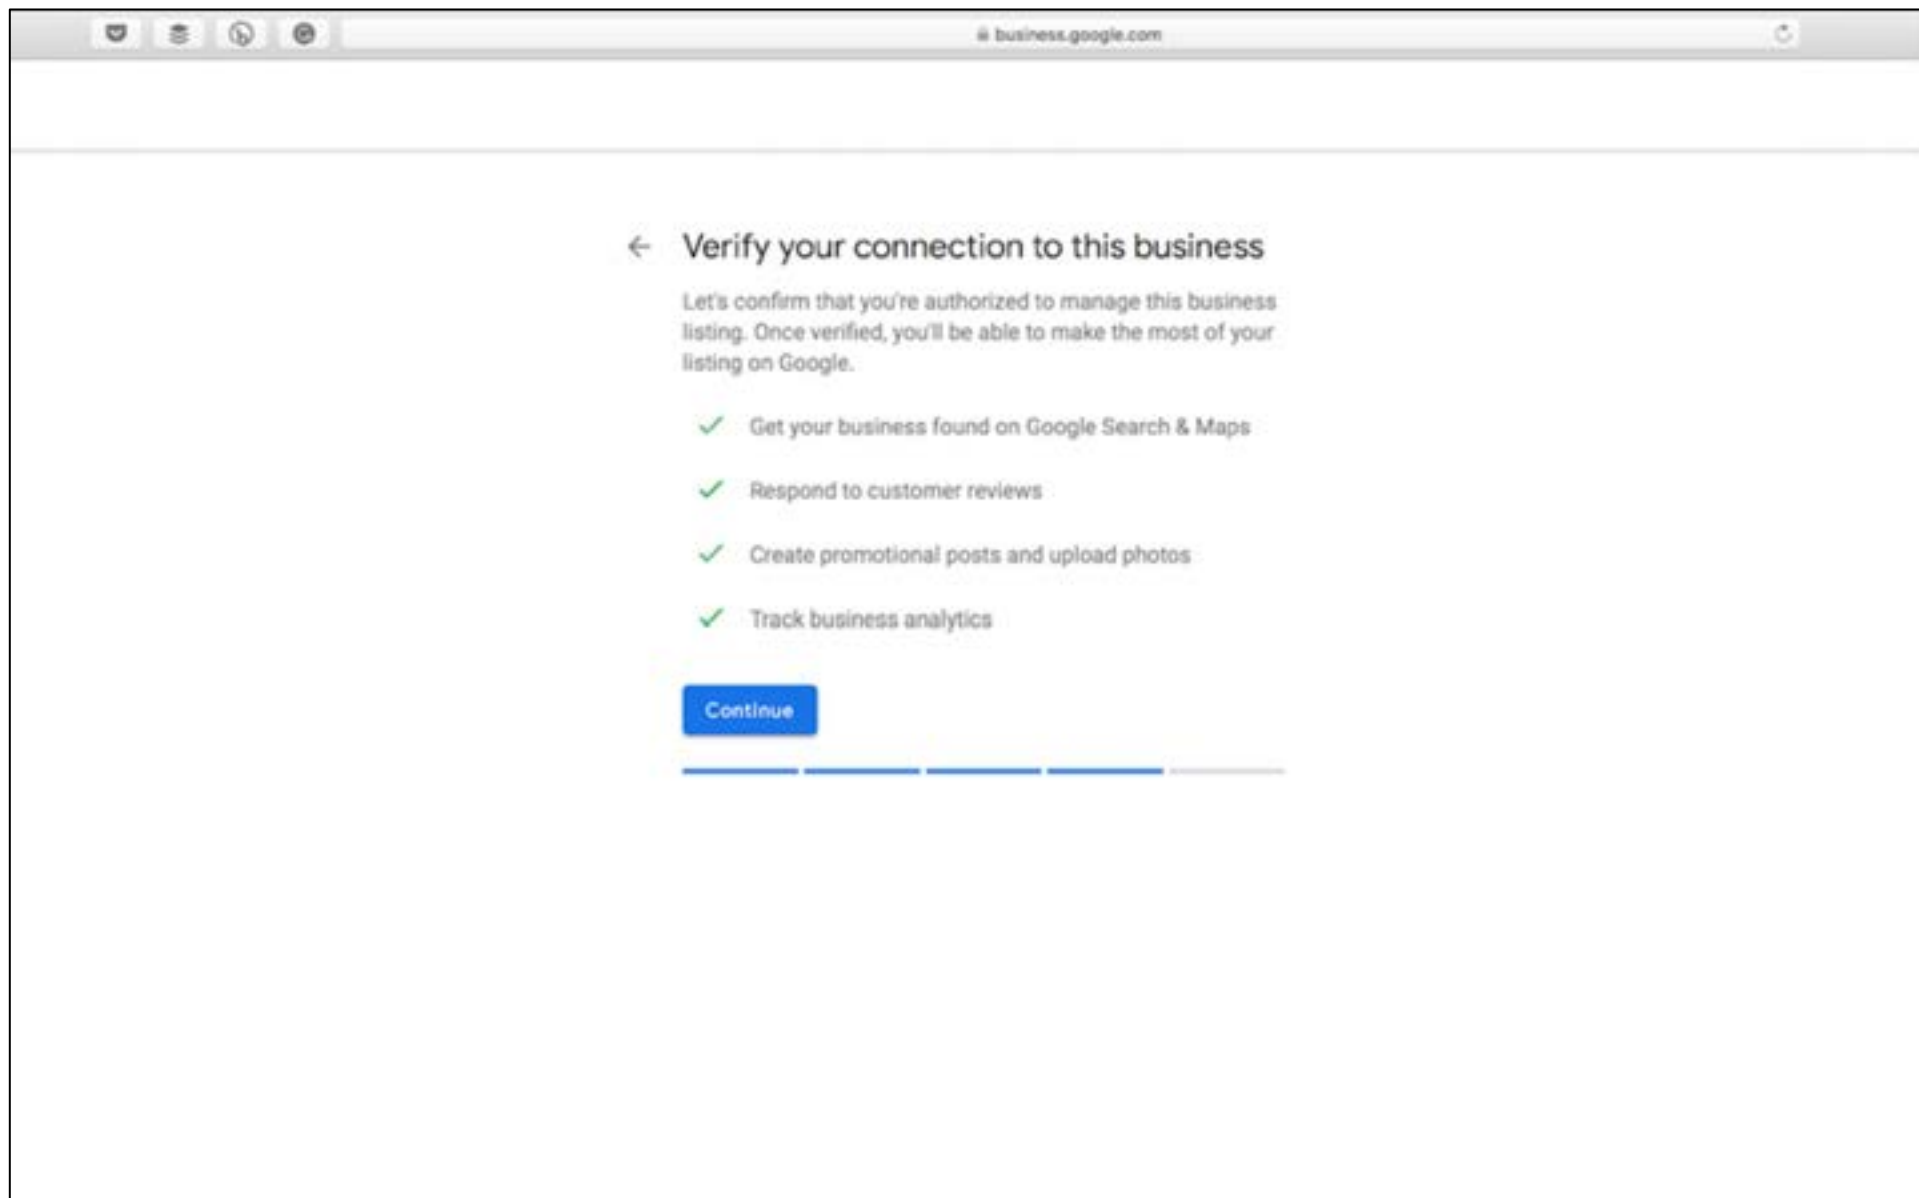 business.google.com
Verify your connection to this business
Let's confirm that you're authorized to manage this business
listing. Once verified, you'll be able to make the most of your
listing on Google.
Get your business found on Google Search & Maps
Respond to customer reviews
Create promotional posts and upload photos
Track business analytics
Continue